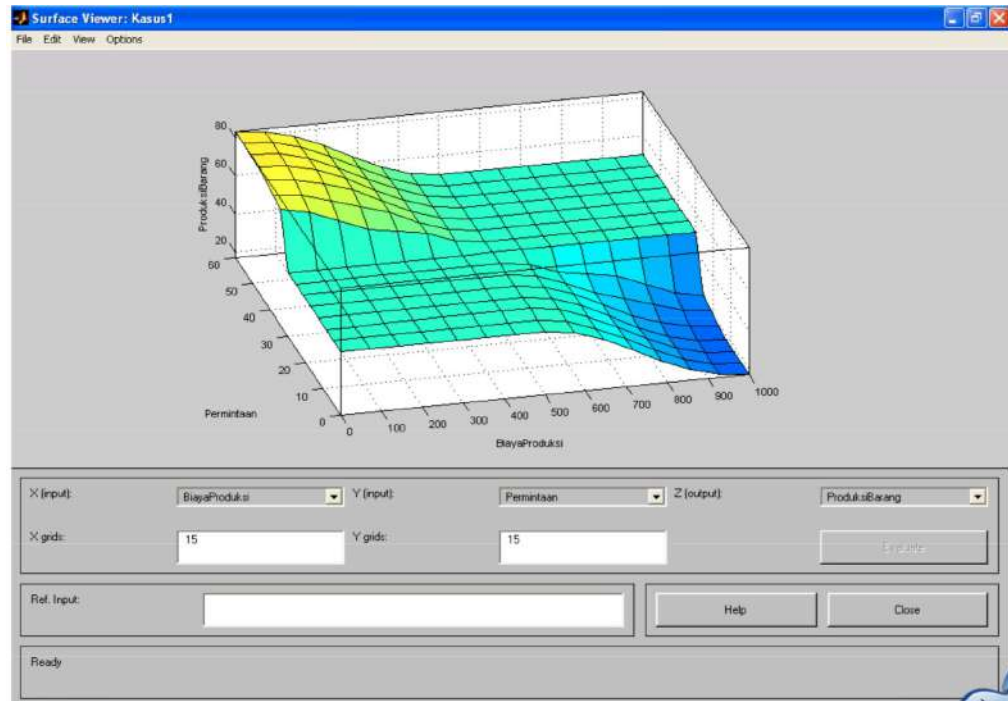 Surface Viewer: Kasus1
File Edit View Options
80
60
40
20
ProduksiBarang
60
50
40
30
20
10
0
Permintaan
0
100
200
300
400
500
600
700
800
900
1000
BiayaProduksi
X (input):
BiayaProduksi
Y (input):
Permintaan
Z (output):
ProduksiBarang
X grids:
15
Y grids:
15
Evaluate
Ref. Input:
Help
Close
Ready